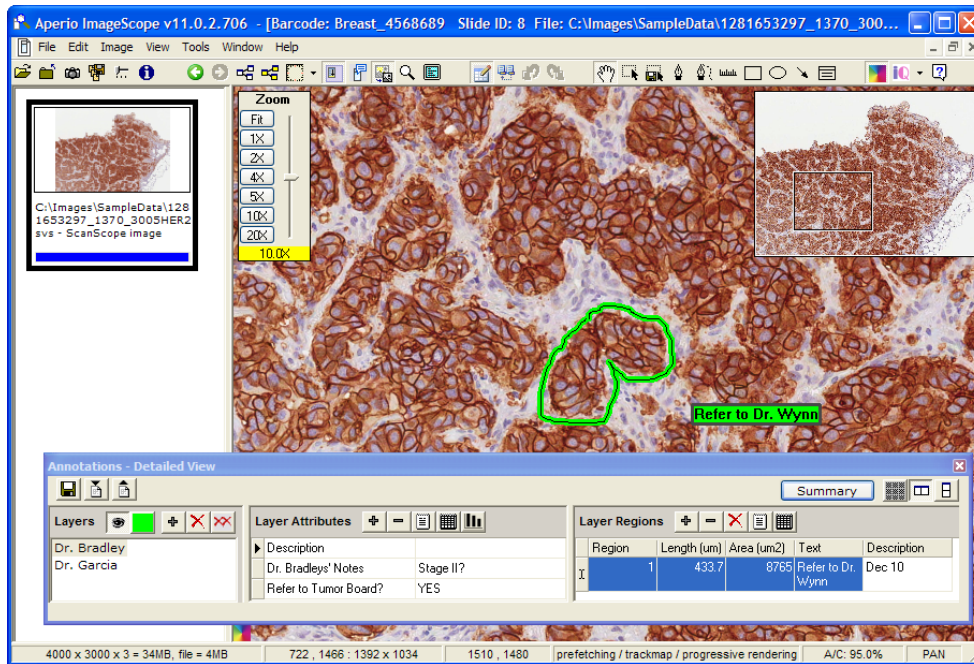 Aperio ImageScope v11.0.2.706 - [Barcode: Breast_4568689 Slide ID: 8 File: C:\Images\SampleData\1281653297_1370_300S...
File Edit Image View Tools Window Help
iQ
Zoom
Fit
1X
2X
4X
5X
10X
20X
10.0X
C:\Images\SampleData\128
1653297_1370_3005HER2
svs - ScanScope image
Refer to Dr. Wynn
Annotations - Detailed View
Summary
Layers
Dr. Bradley
Dr. Garcia
Layer Attributes
Description
Dr. Bradleys' Notes Stage II?
Refer to Tumor Board? YES
Layer Regions
Region Length (um) Area (um2) Text Description
1 433.7 8765 Refer to Dr. Wynn Dec 10
4000 x 3000 x 3 = 34MB, file = 4MB 722 , 1466 : 1392 x 1034 1510 , 1480 prefetching / trackmap / progressive rendering A/C: 95.0% PAN